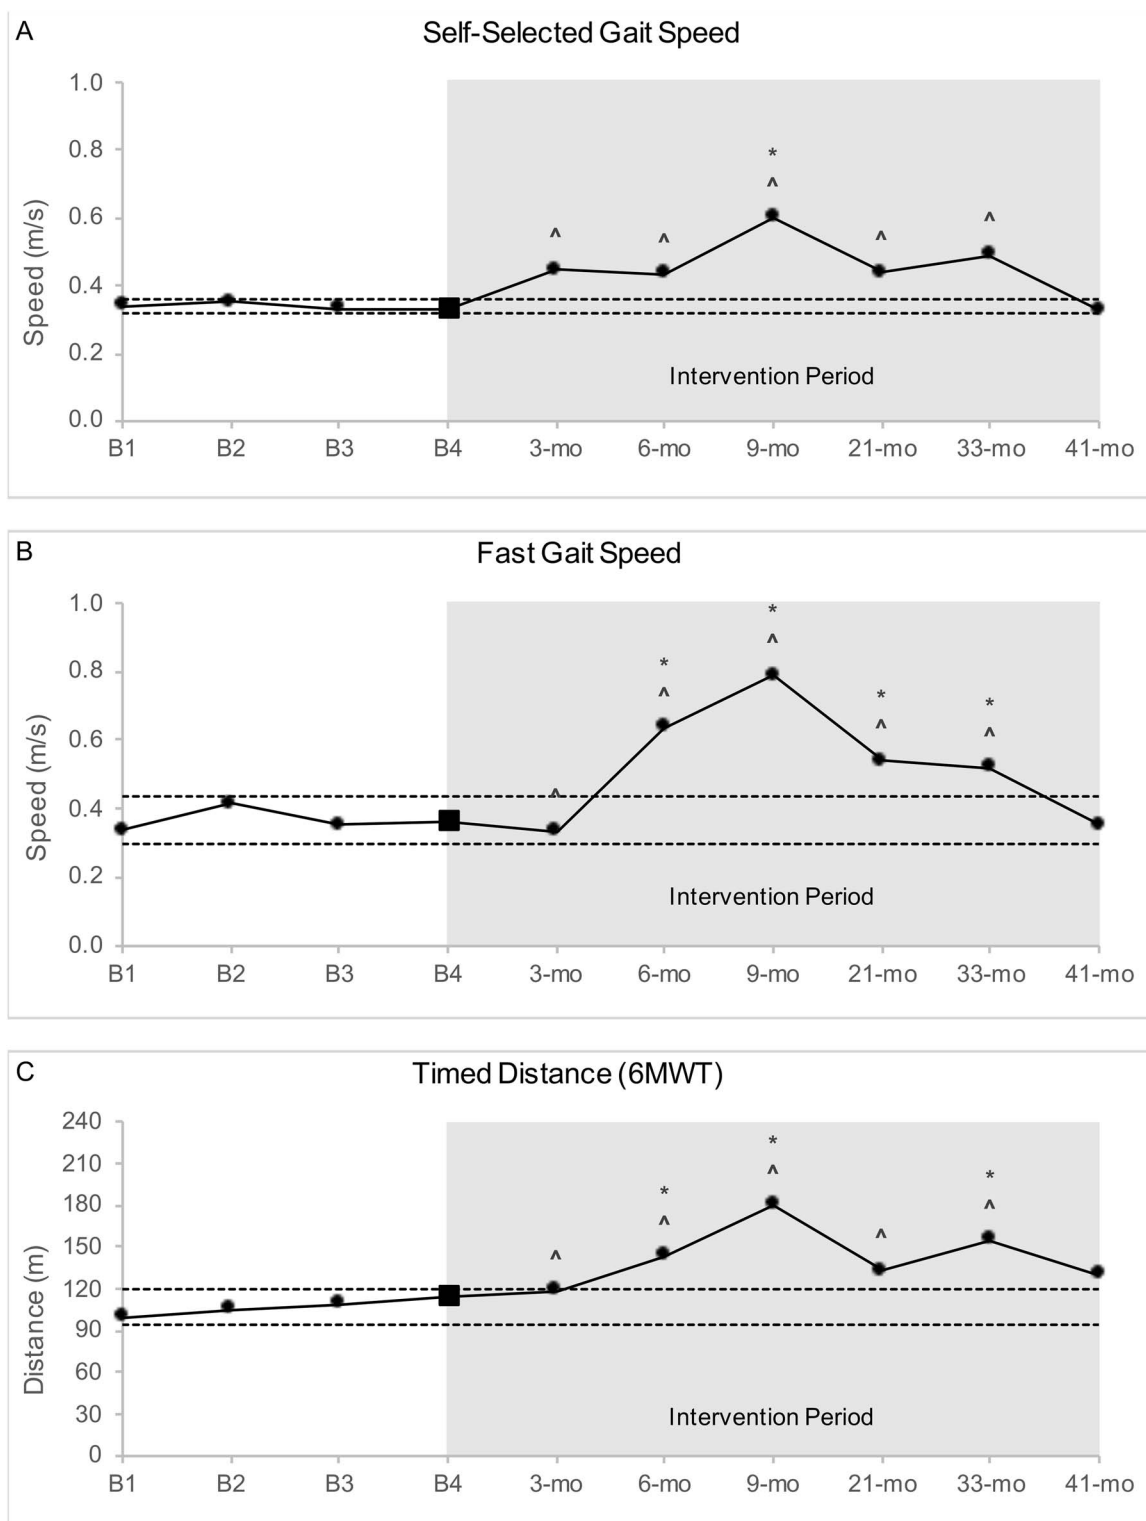 A
Self-Selected Gait Speed
Speed (m/s)
1.0
0.8
0.6
0.4
0.2
0.0
*
^
^
^
^
^
Intervention Period
B1 B2 B3 B4 3-mo 6-mo 9-mo 21-mo 33-mo 41-mo
B
Fast Gait Speed
Speed (m/s)
1.0
0.8
0.6
0.4
0.2
0.0
*
^
*
^
*
^
*
^
^
Intervention Period
B1 B2 B3 B4 3-mo 6-mo 9-mo 21-mo 33-mo 41-mo
C
Timed Distance (6MWT)
Distance (m)
240
210
180
150
120
90
60
30
0
*
^
*
^
*
^
^
^
Intervention Period
B1 B2 B3 B4 3-mo 6-mo 9-mo 21-mo 33-mo 41-mo